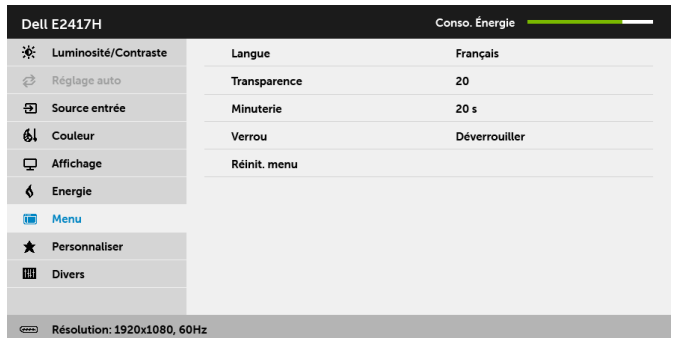 Dell E2417H Conso. Énergie
Luminosité/Contraste Langue Français
Réglage auto Transparence 20
Source entrée Minuterie 20 s
Couleur Verrou Déverrouiller
Affichage Réinit. menu
Energie
Menu
Personnaliser
Divers
Résolution: 1920x1080, 60Hz